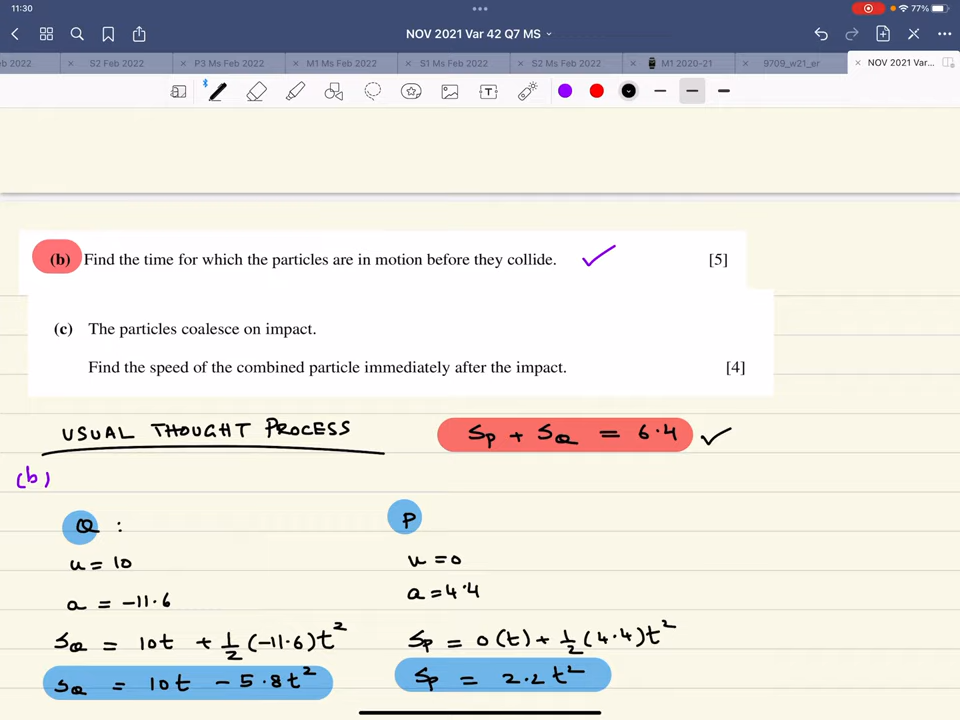 11:30
77%
NOV 2021 Var 42 Q7 MS
eb 2022
S2 Feb 2022
P3 Ms Feb 2022
M1 Ms Feb 2022
S1 Ms Feb 2022
S2 Ms Feb 2022
M1 2020-21
9709_w21_er
NOV 2021 Var...
(b) Find the time for which the particles are in motion before they collide. ✓ [5]
(c) The particles coalesce on impact.
Find the speed of the combined particle immediately after the impact. [4]
USUAL THOUGHT PROCESS
Sp + SQ = 6.4 ✓
(b)
Q :
u = 10
a = -11.6
SQ = 10t + 1/2 (-11.6)t²
SQ = 10t - 5.8t²
P
u = 0
a = 4.4
Sp = 0(t) + 1/2 (4.4)t²
Sp = 2.2t²